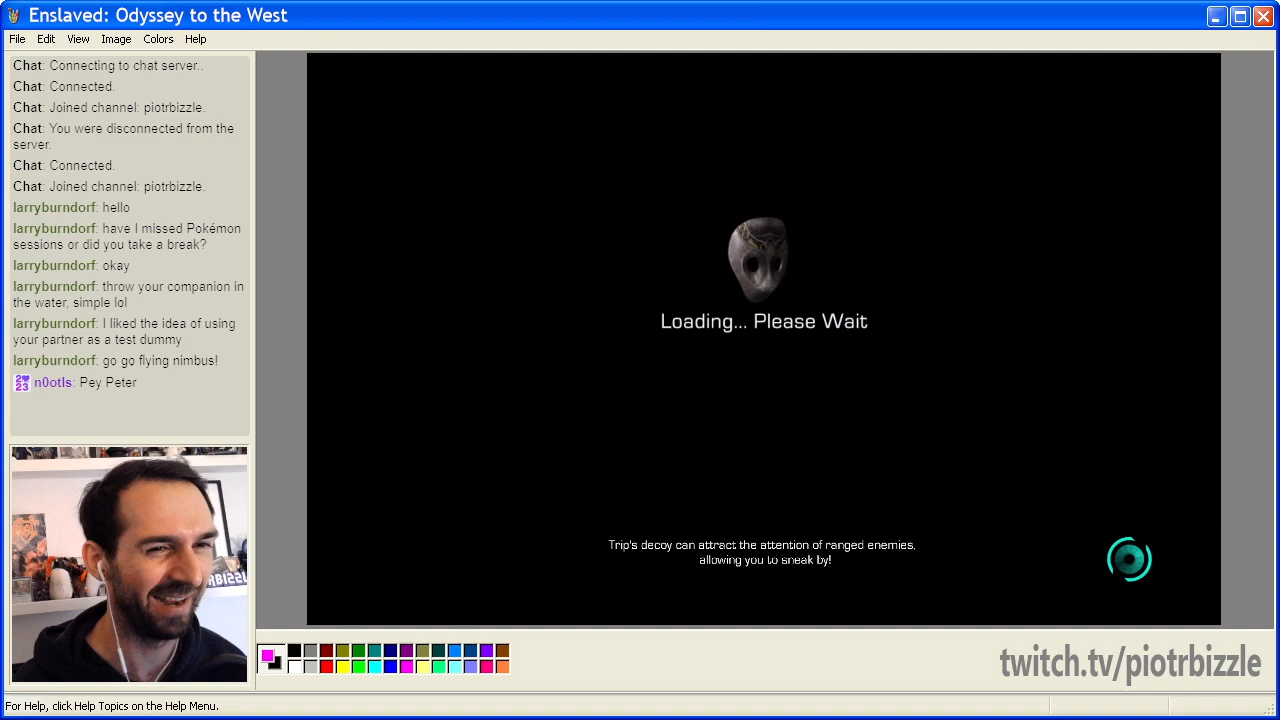 Enslaved: Odyssey to the West
File Edit View Image Colors Help
Chat: Connecting to chat server..
Chat: Connected.
Chat: Joined channel: piotrbizzle.
Chat: You were disconnected from the
server.
Chat: Connected.
Chat: Joined channel: piotrbizzle.
larryburndorf: hello
larryburndorf: have I missed Pokémon
sessions or did you take a break?
larryburndorf: okay
larryburndorf: throw your companion in
the water, simple lol
larryburndorf: I liked the idea of using
your partner as a test dummy
larryburndorf: go go flying nimbus!
n0otls: Pey Peter
Loading... Please Wait
Trip's decoy can attract the attention of ranged enemies,
allowing you to sneak by!
twitch.tv/piotrbizzle
For Help, click Help Topics on the Help Menu.